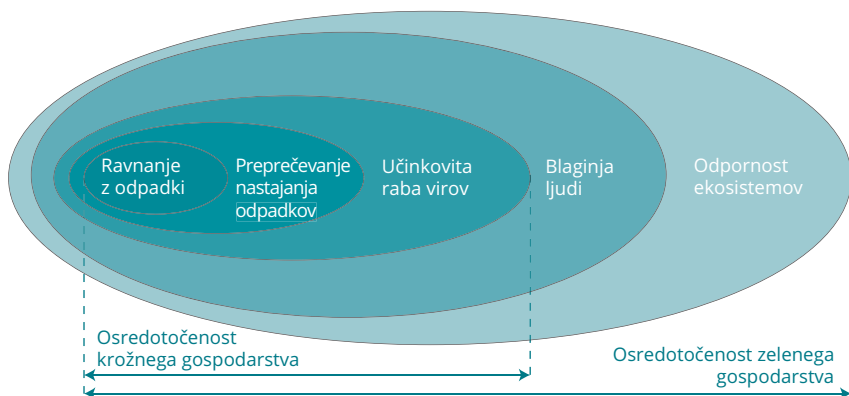 Ravnanje
z odpadki
Preprečevanje
nastajanja
odpadkov
Učinkovita
raba virov
Blaginja
ljudi
Odpornost
ekosistemov
Osredotočenost
krožnega gospodarstva
Osredotočenost zelenega
gospodarstva